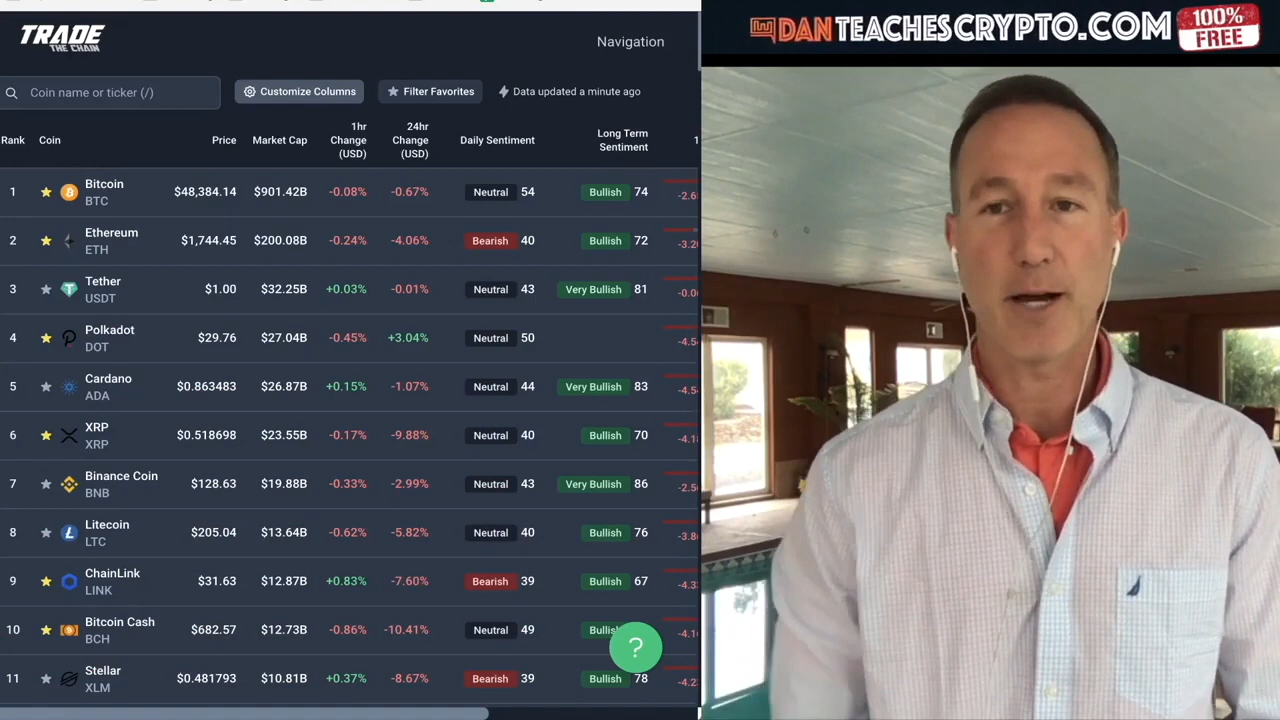 TRADE
THE CHAIN
Navigation
Coin name or ticker (/)
Customize Columns
Filter Favorites
Data updated a minute ago
Rank Coin Price Market Cap 1hr Change (USD) 24hr Change (USD) Daily Sentiment Long Term Sentiment 1
1 Bitcoin BTC $48,384.14 $901.42B -0.08% -0.67% Neutral 54 Bullish 74
2 Ethereum ETH $1,744.45 $200.08B -0.24% -4.06% Bearish 40 Bullish 72
3 Tether USDT $1.00 $32.25B +0.03% -0.01% Neutral 43 Very Bullish 81
4 Polkadot DOT $29.76 $27.04B -0.45% +3.04% Neutral 50
5 Cardano ADA $0.863483 $26.87B +0.15% -1.07% Neutral 44 Very Bullish 83
6 XRP XRP $0.518698 $23.55B -0.17% -9.88% Neutral 40 Bullish 70
7 Binance Coin BNB $128.63 $19.88B -0.33% -2.99% Neutral 43 Very Bullish 86
8 Litecoin LTC $205.04 $13.64B -0.62% -5.82% Neutral 40 Bullish 76
9 ChainLink LINK $31.63 $12.87B +0.83% -7.60% Bearish 39 Bullish 67
10 Bitcoin Cash BCH $682.57 $12.73B -0.86% -10.41% Neutral 49
11 Stellar XLM $0.481793 $10.81B +0.37% -8.67% Bearish 39 Bullish 78
?
DANTEACHESCRYPTO.COM
100%
FREE